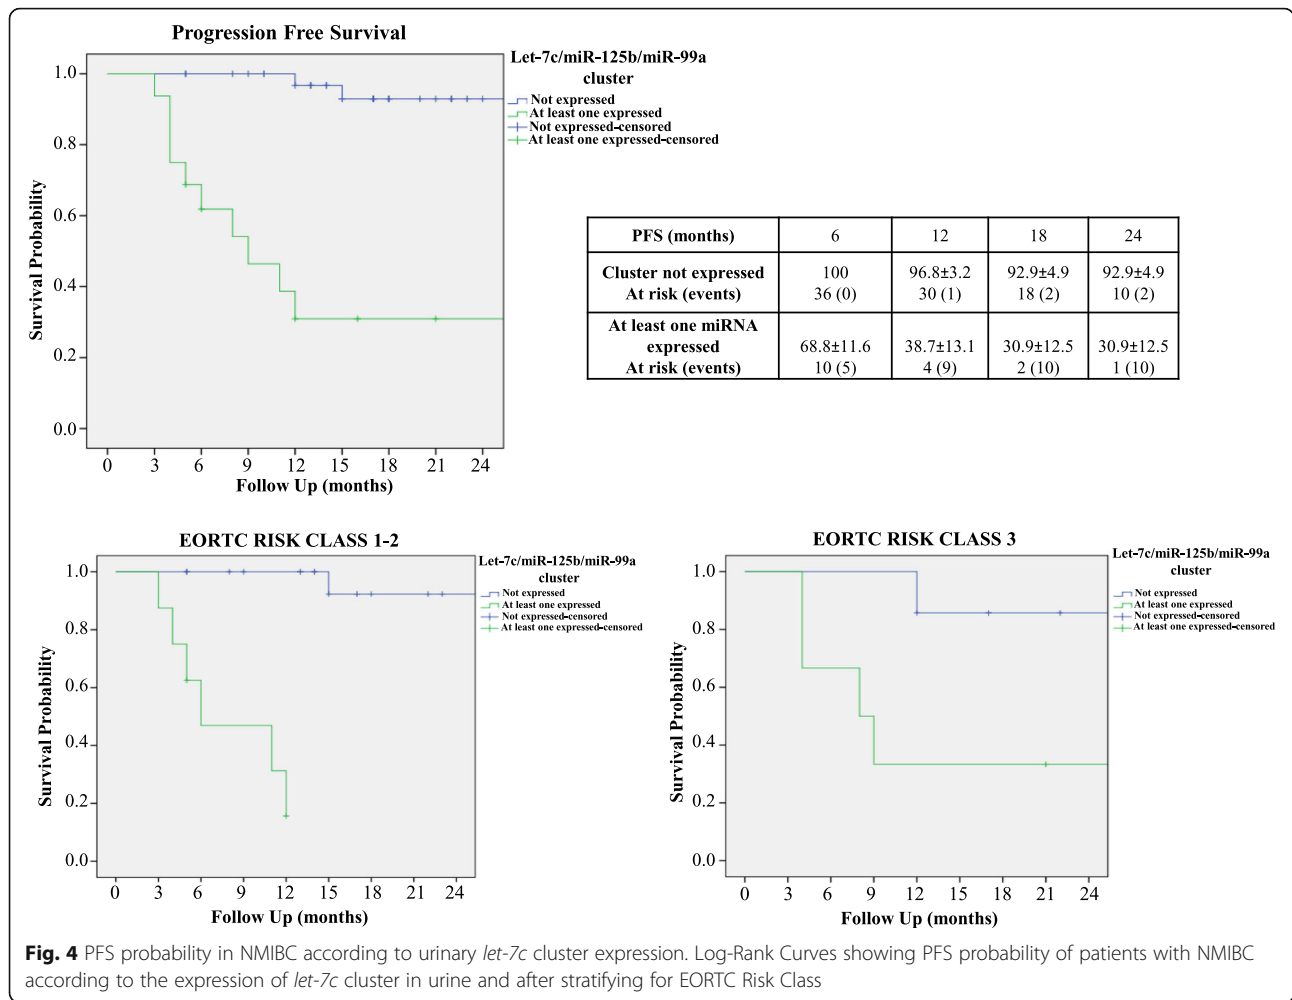 Progression Free Survival
Let-7c/miR-125b/miR-99a
cluster
Not expressed
At least one expressed
Not expressed-censored
At least one expressed-censored
Survival Probability
1.0
0.8
0.6
0.4
0.2
0.0
0 3 6 9 12 15 18 21 24
Follow Up (months)
PFS (months) 6 12 18 24
Cluster not expressed 100 96.8±3.2 92.9±4.9 92.9±4.9
At risk (events) 36 (0) 30 (1) 18 (2) 10 (2)
At least one miRNA
expressed 68.8±11.6 38.7±13.1 30.9±12.5 30.9±12.5
At risk (events) 10 (5) 4 (9) 2 (10) 1 (10)
EORTC RISK CLASS 1-2
Let-7c/miR-125b/miR-99a
cluster
Not expressed
At least one expressed
Not expressed-censored
At least one expressed-censored
Survival Probability
1.0
0.8
0.6
0.4
0.2
0.0
0 3 6 9 12 15 18 21 24
Follow Up (months)
EORTC RISK CLASS 3
Let-7c/miR-125b/miR-99a
cluster
Not expressed
At least one expressed
Not expressed-censored
At least one expressed-censored
Survival Probability
1.0
0.8
0.6
0.4
0.2
0.0
0 3 6 9 12 15 18 21 24
Follow Up (months)
Fig. 4 PFS probability in NMIBC according to urinary let-7c cluster expression. Log-Rank Curves showing PFS probability of patients with NMIBC
according to the expression of let-7c cluster in urine and after stratifying for EORTC Risk Class